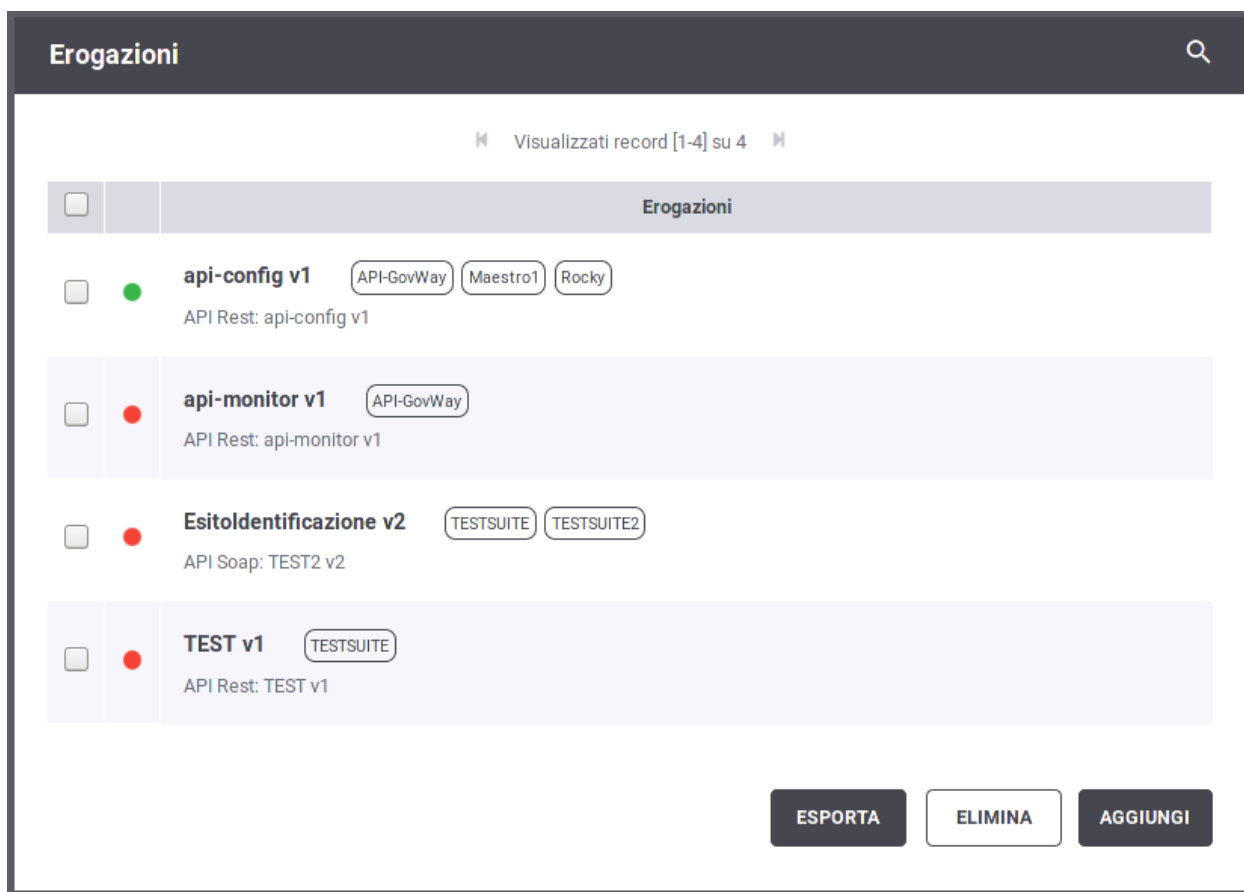 Erogazioni
Visualizzati record [1-4] su 4
Erogazioni
api-config v1 API-GovWay Maestro1 Rocky
API Rest: api-config v1
api-monitor v1 API-GovWay
API Rest: api-monitor v1
EsitoIdentificazione v2 TESTSUITE TESTSUITE2
API Soap: TEST2 v2
TEST v1 TESTSUITE
API Rest: TEST v1
ESPORTA ELIMINA AGGIUNGI